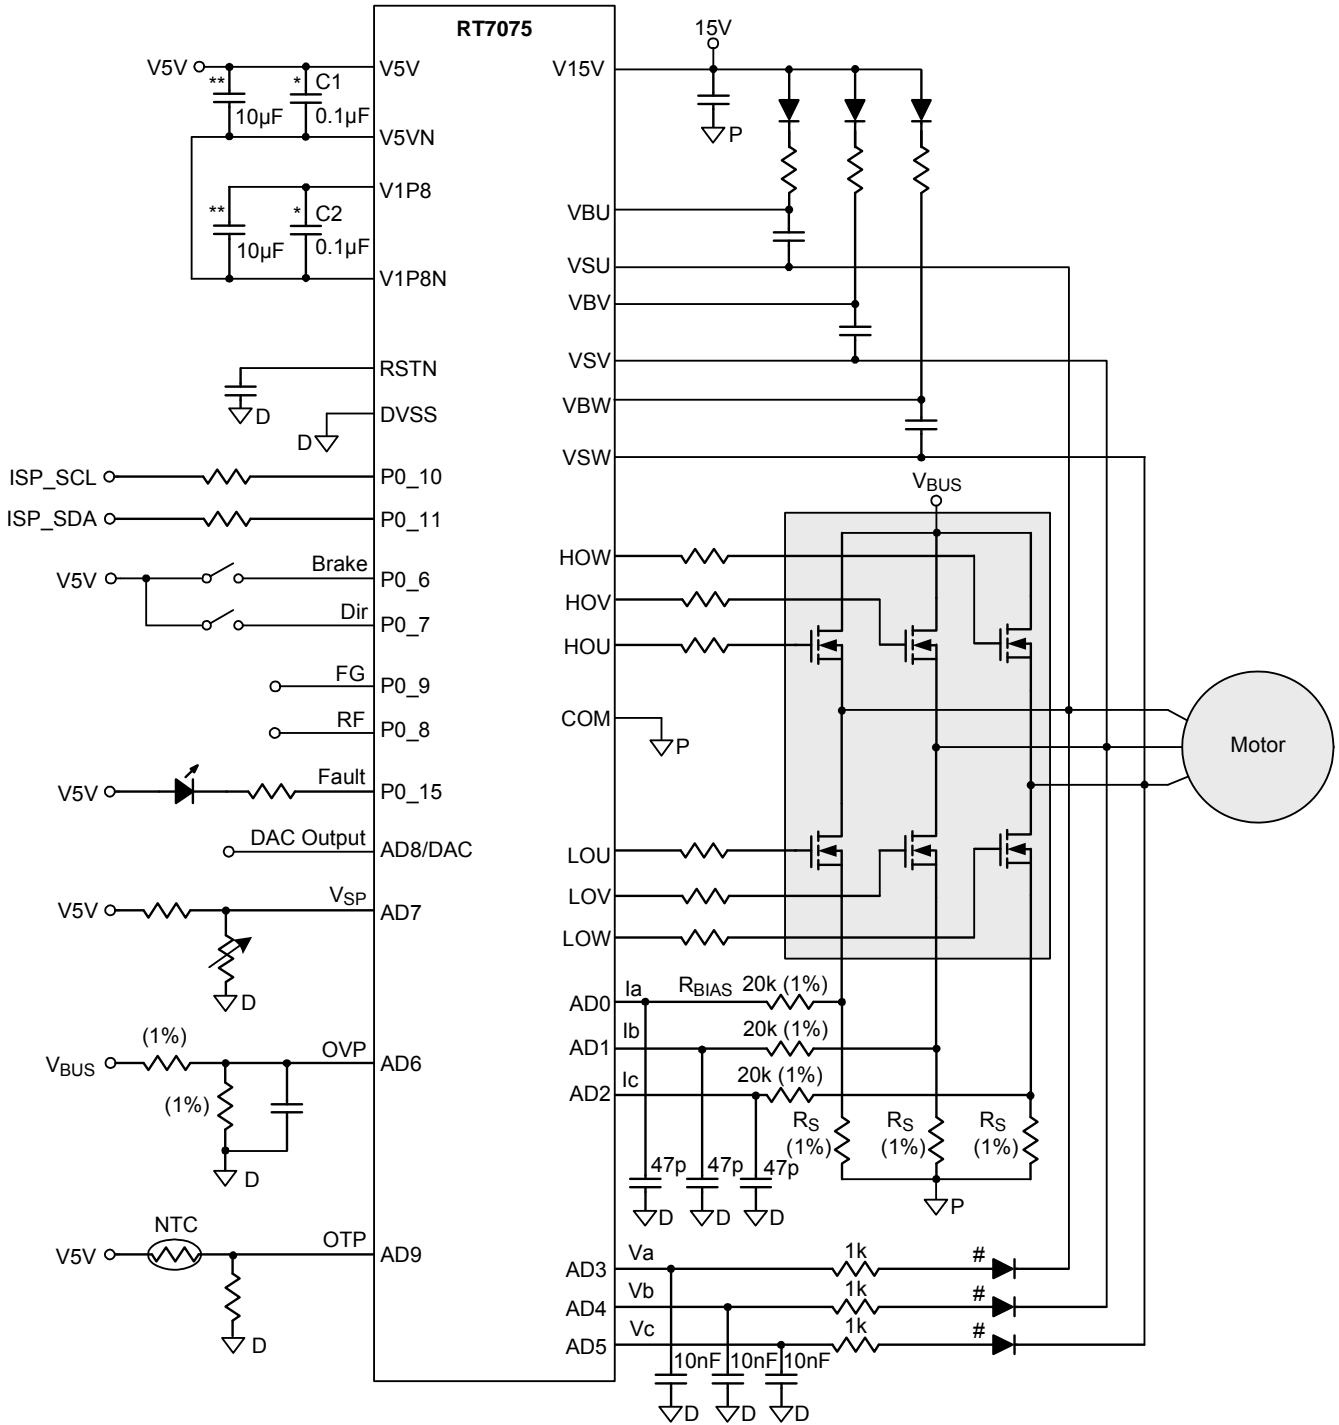 RT7075
15V
V5V
V5V
V15V
**
*
C1
10µF
0.1µF
P
V5VN
V1P8
**
*
C2
VBU
10µF
0.1µF
VSU
V1P8N
VBV
VSV
RSTN
VBW
D
DVSS
D
VSW
ISP_SCL
P0_10
VBUS
ISP_SDA
P0_11
HOW
Brake
V5V
P0_6
HOV
Dir
P0_7
HOU
FG
P0_9
RF
P0_8
COM
P
Motor
Fault
V5V
P0_15
DAC Output
AD8/DAC
LOU
VSP
V5V
AD7
LOV
LOW
D
Ia
RBIAS
20k (1%)
AD0
(1%)
Ib
20k (1%)
OVP
VBUS
AD6
AD1
Ic
20k (1%)
AD2
(1%)
RS
(1%)
RS
(1%)
RS
(1%)
47p
47p
47p
D
D
D
D
P
NTC
OTP
V5V
AD9
Va
1k
#
AD3
Vb
1k
#
AD4
Vc
1k
#
AD5
D
10nF
10nF
10nF
D
D
D